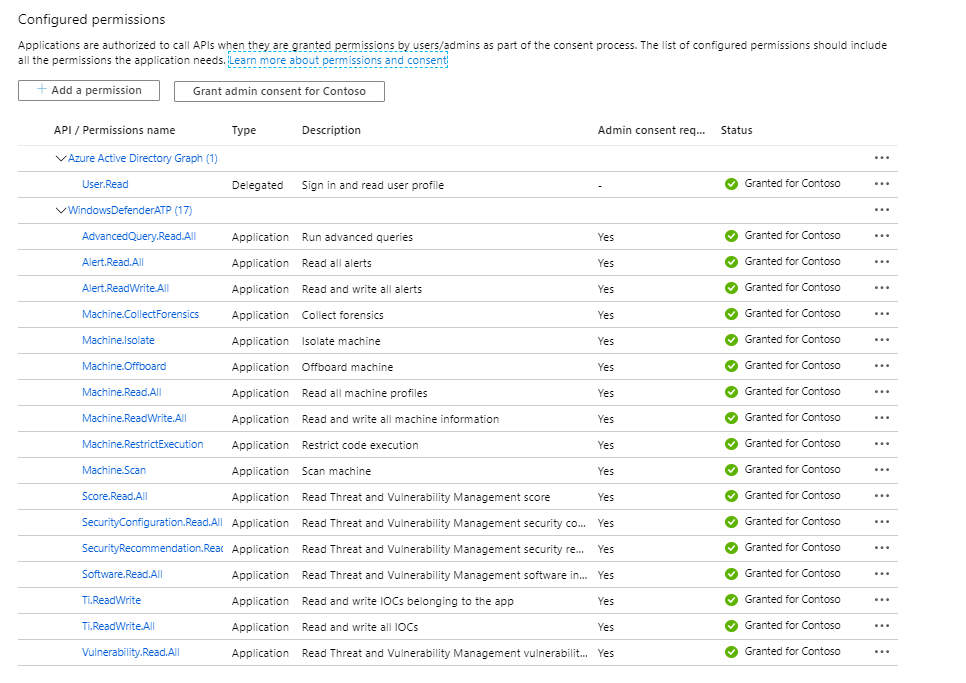 Configured permissions
Applications are authorized to call APIs when they are granted permissions by users/admins as part of the consent process. The list of configured permissions should include
all the permissions the application needs. Learn more about permissions and consent
+ Add a permission Grant admin consent for Contoso
API / Permissions name Type Description Admin consent req... Status
Azure Active Directory Graph (1) •••
User.Read Delegated Sign in and read user profile - Granted for Contoso •••
WindowsDefenderATP (17) •••
AdvancedQuery.Read.All Application Run advanced queries Yes Granted for Contoso •••
Alert.Read.All Application Read all alerts Yes Granted for Contoso •••
Alert.ReadWrite.All Application Read and write all alerts Yes Granted for Contoso •••
Machine.CollectForensics Application Collect forensics Yes Granted for Contoso •••
Machine.Isolate Application Isolate machine Yes Granted for Contoso •••
Machine.Offboard Application Offboard machine Yes Granted for Contoso •••
Machine.Read.All Application Read all machine profiles Yes Granted for Contoso •••
Machine.ReadWrite.All Application Read and write all machine information Yes Granted for Contoso •••
Machine.RestrictExecution Application Restrict code execution Yes Granted for Contoso •••
Machine.Scan Application Scan machine Yes Granted for Contoso •••
Score.Read.All Application Read Threat and Vulnerability Management score Yes Granted for Contoso •••
SecurityConfiguration.Read.All Application Read Threat and Vulnerability Management security co... Yes Granted for Contoso •••
SecurityRecommendation.Read Application Read Threat and Vulnerability Management security re... Yes Granted for Contoso •••
Software.Read.All Application Read Threat and Vulnerability Management software in... Yes Granted for Contoso •••
Ti.ReadWrite Application Read and write IOCs belonging to the app Yes Granted for Contoso •••
Ti.ReadWrite.All Application Read and write all IOCs Yes Granted for Contoso •••
Vulnerability.Read.All Application Read Threat and Vulnerability Management vulnerabilit... Yes Granted for Contoso •••